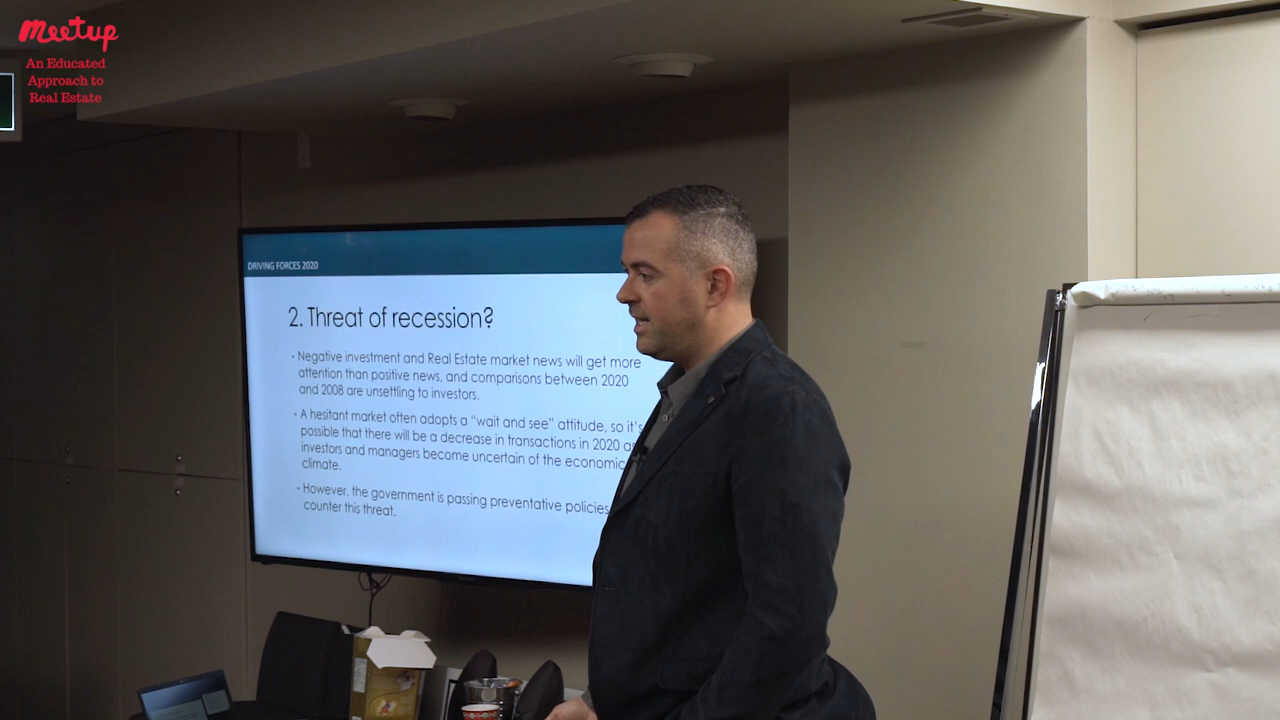 Meetup
An Educated
Approach to
Real Estate
DRIVING FORCES 2020
2. Threat of recession?
• Negative investment and Real Estate market news will get more
attention than positive news, and comparisons between 2020
and 2008 are unsettling to investors.
• A hesitant market often adopts a "wait and see" attitude, so it's
possible that there will be a decrease in transactions in 2020 as
investors and managers become uncertain of the economic
climate.
• However, the government is passing preventative policies
counter this threat.